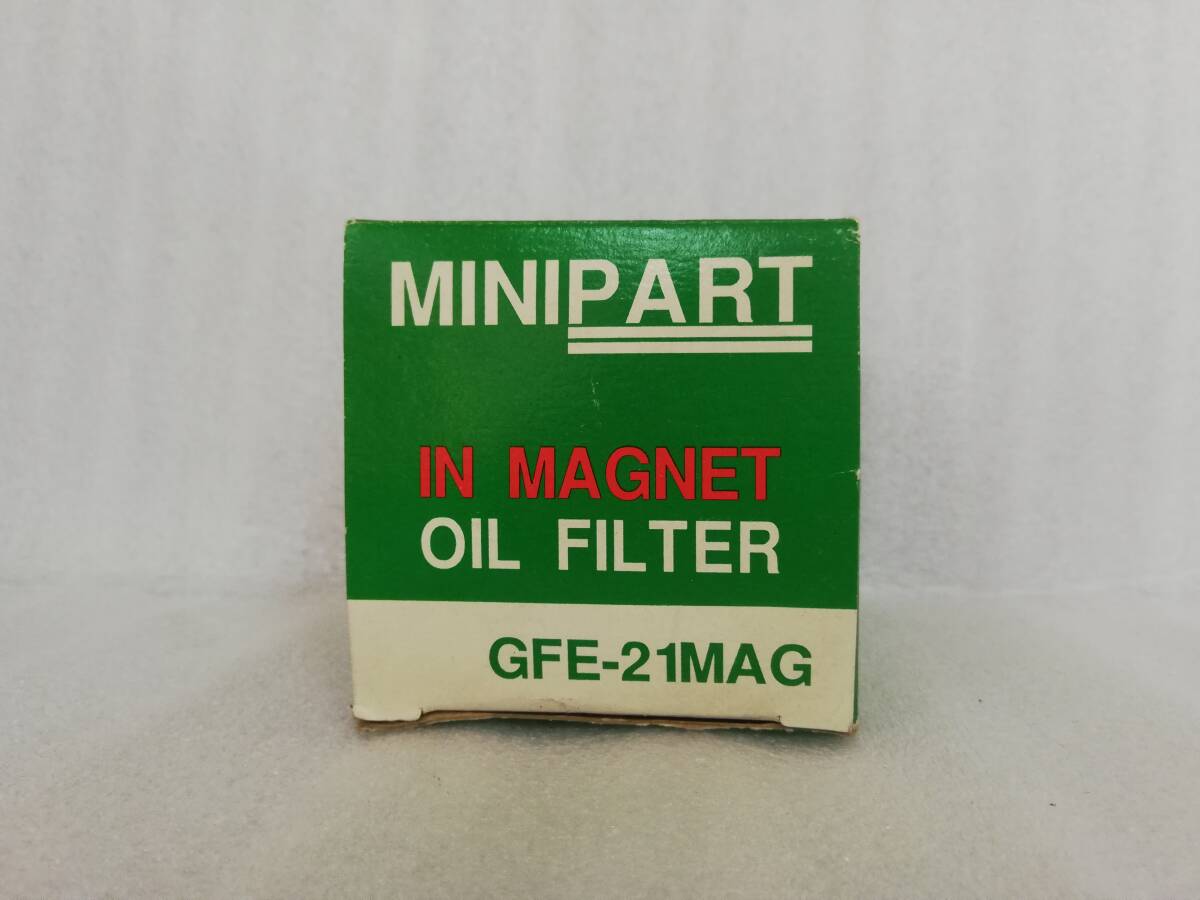 MINIPART
IN MAGNET
OIL FILTER
GFE-21MAG